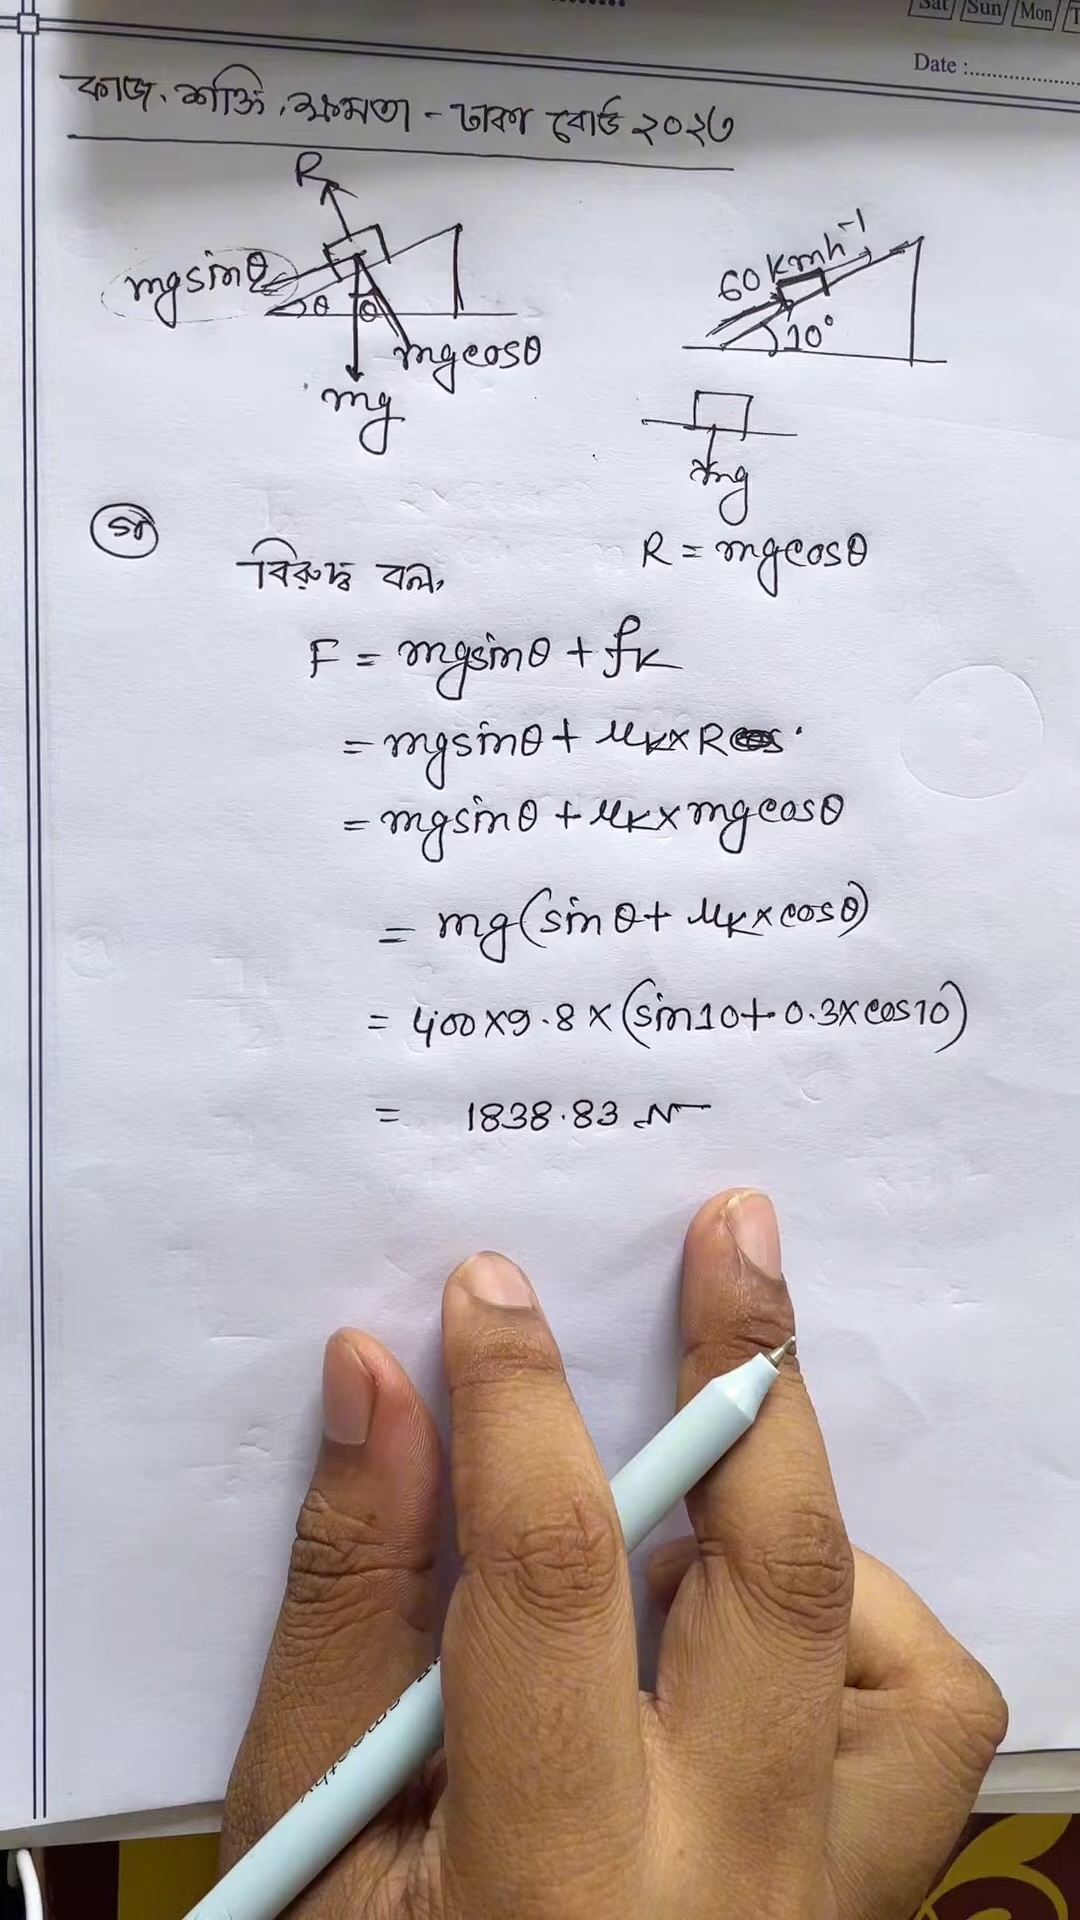 Sat Sun Mon T
Date :
কাজ, শক্তি, ক্ষমতা - ঢাকা বোর্ড ২০২৩
R
mgsinθ
θ
θ
mgcosθ
mg
60 kmh⁻¹
10°
mg
গ
বিরুদ্ধ বল,
R = mgcosθ
F = mgsinθ + fₖ
= mgsinθ + μₖ× R
= mgsinθ + μₖ× mgcosθ
= mg(sinθ + μₖ×cosθ)
= 400×9.8×(sin10+0.3×cos10)
= 1838.83 N